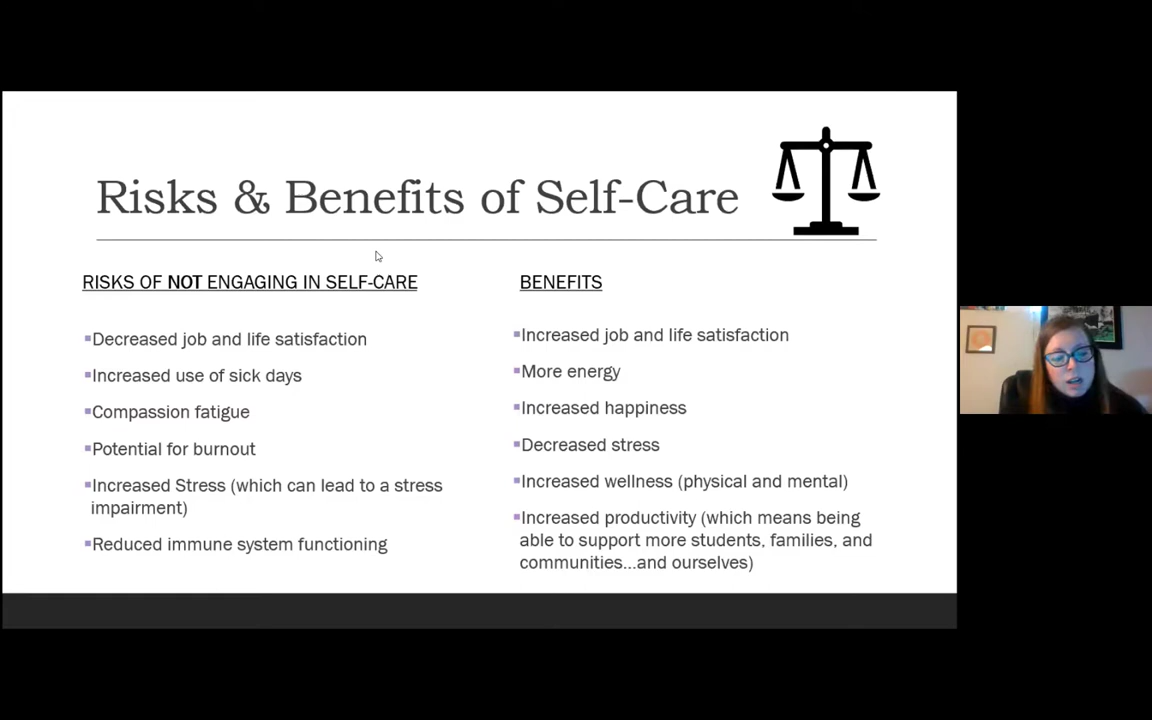 Risks & Benefits of Self-Care
RISKS OF NOT ENGAGING IN SELF-CARE
▪Decreased job and life satisfaction
▪Increased use of sick days
▪Compassion fatigue
▪Potential for burnout
▪Increased Stress (which can lead to a stress
impairment)
▪Reduced immune system functioning
BENEFITS
▪Increased job and life satisfaction
▪More energy
▪Increased happiness
▪Decreased stress
▪Increased wellness (physical and mental)
▪Increased productivity (which means being
able to support more students, families, and
communities...and ourselves)